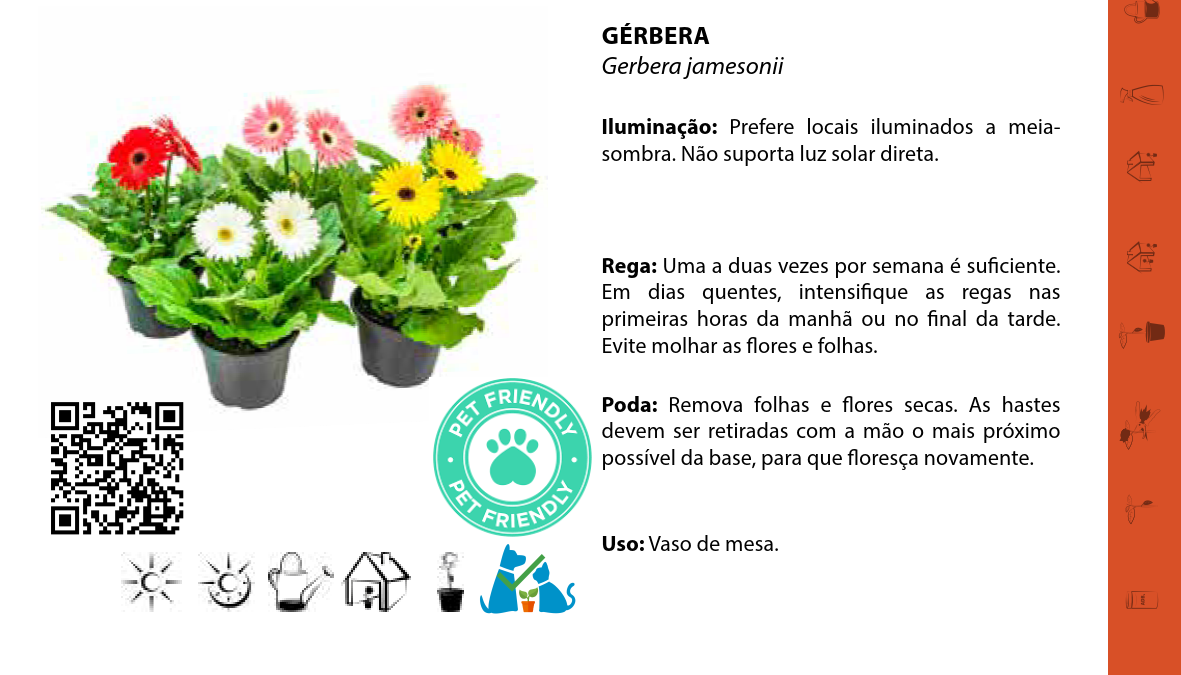 GÉRBERA
Gerbera jamesonii
Iluminação: Prefere locais iluminados a meia-
sombra. Não suporta luz solar direta.
Rega: Uma a duas vezes por semana é suficiente.
Em dias quentes, intensifique as regas nas
primeiras horas da manhã ou no final da tarde.
Evite molhar as flores e folhas.
Poda: Remova folhas e flores secas. As hastes
devem ser retiradas com a mão o mais próximo
possível da base, para que floresça novamente.
Uso: Vaso de mesa.
PET FRIENDLY
PET FRIENDLY